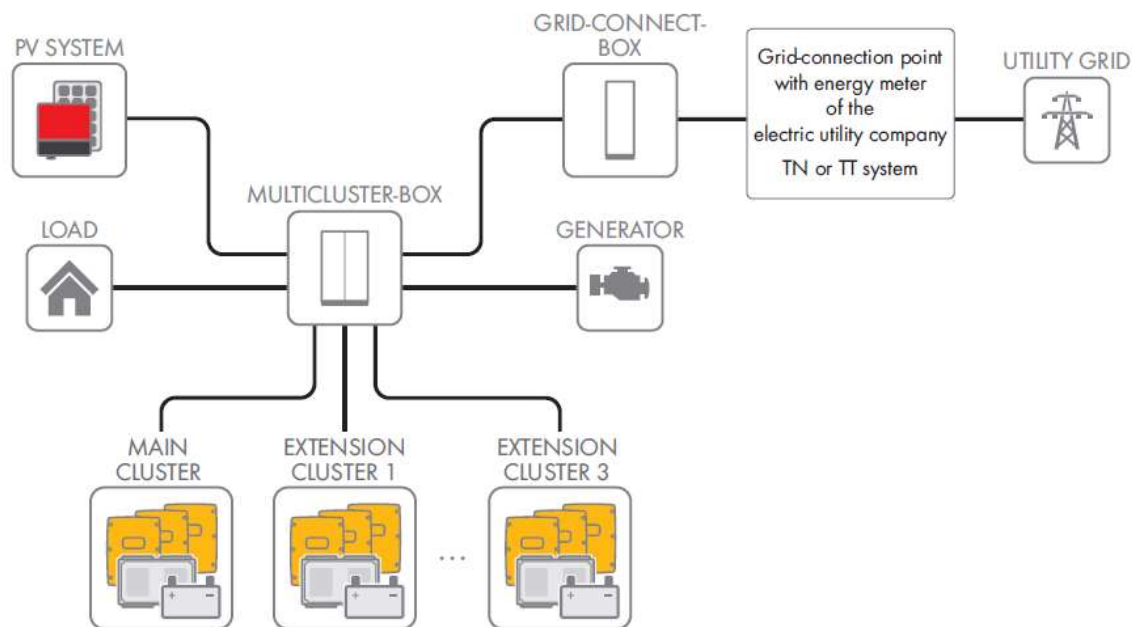 PV SYSTEM
GRID-CONNECT-
BOX
Grid-connection point
with energy meter
of the
electric utility company
TN or TT system
UTILITY GRID
MULTICLUSTER-BOX
LOAD
GENERATOR
MAIN
CLUSTER
EXTENSION
CLUSTER 1
...
EXTENSION
CLUSTER 3